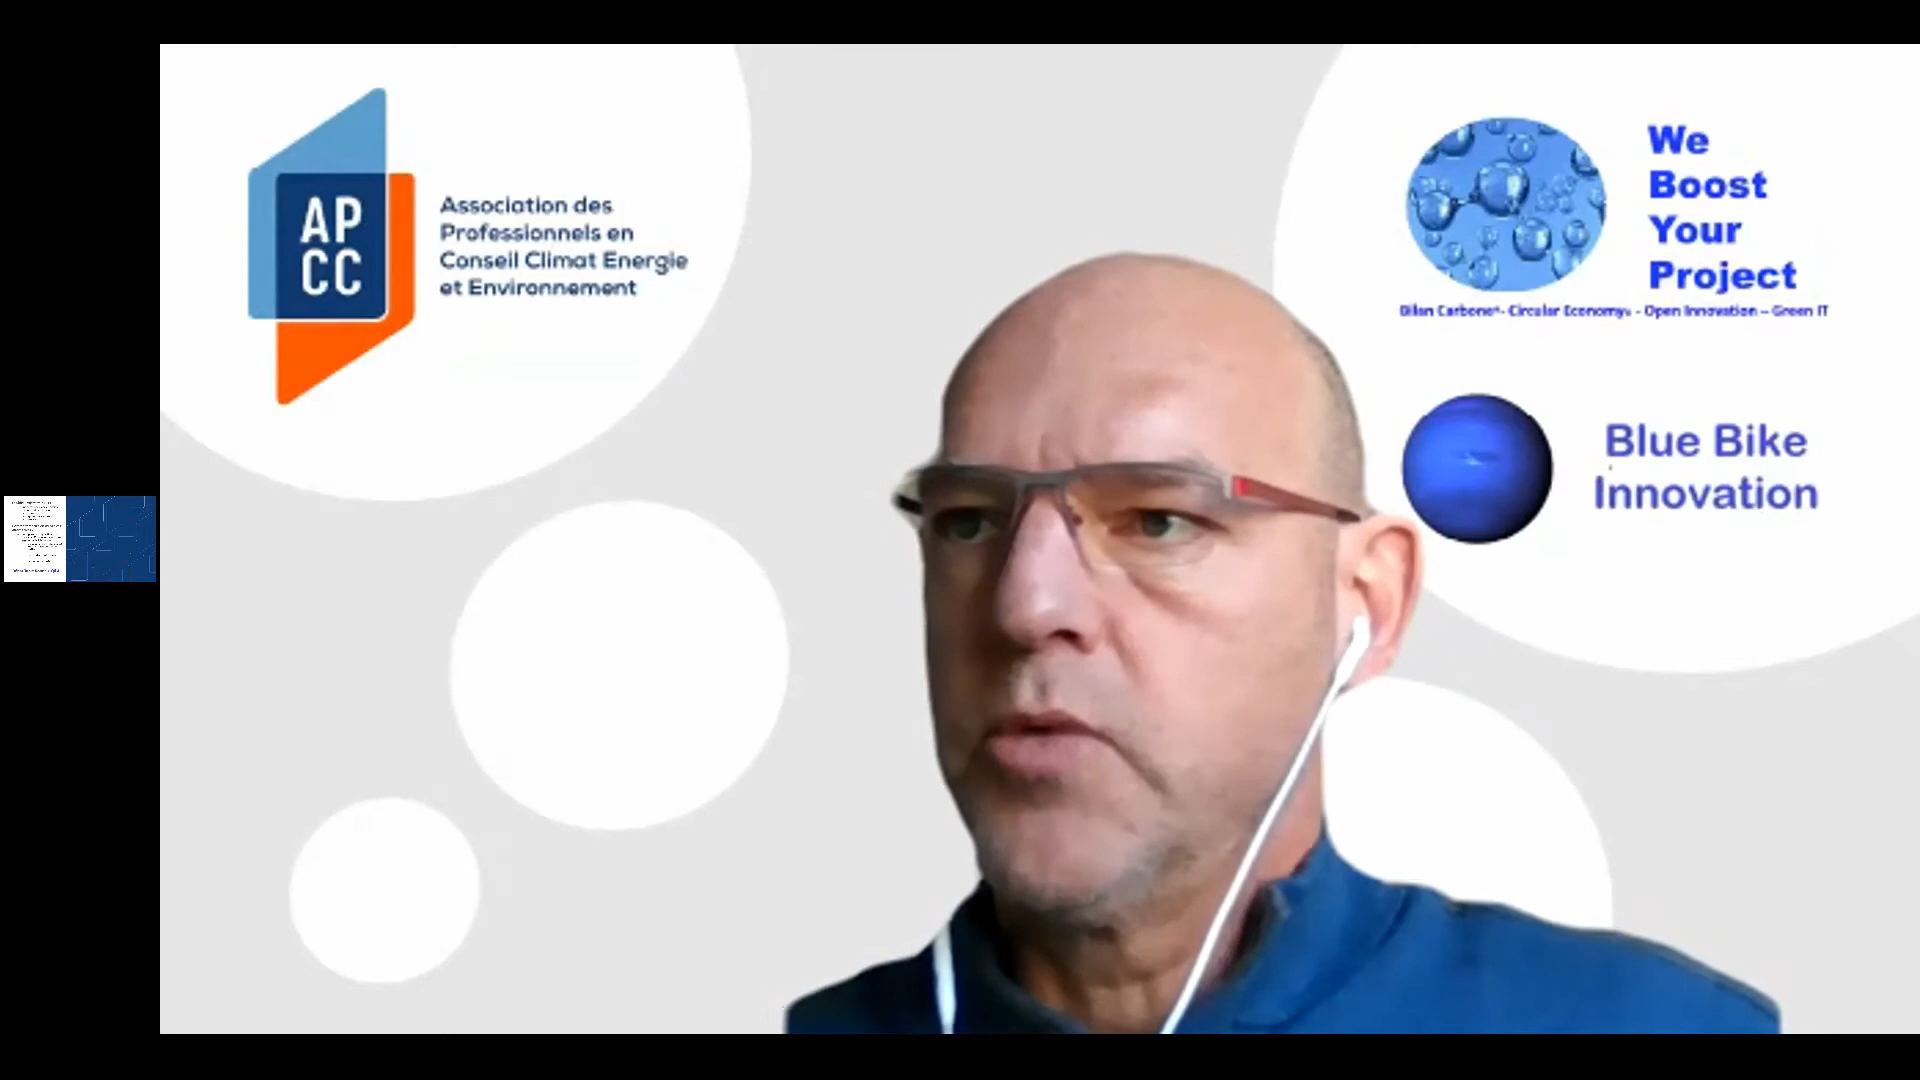 AP
CC
Association des
Professionnels en
Conseil Climat Energie
et Environnement
We
Boost
Your
Project
Bilan Carbone®- Circular Economy® - Open Innovation – Green IT
Blue Bike
Innovation